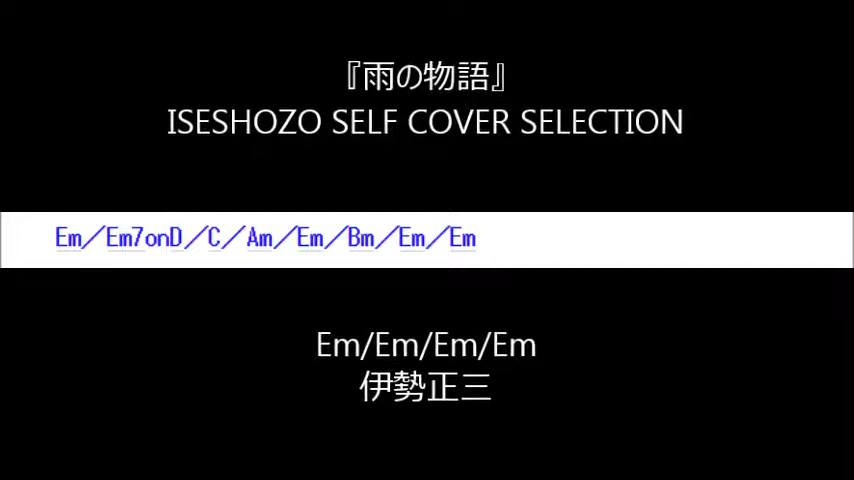 『雨の物語』
ISESHOZO SELF COVER SELECTION
Em／Em7onD／C／Am／Em／Bm／Em／Em
Em/Em/Em/Em
伊勢正三